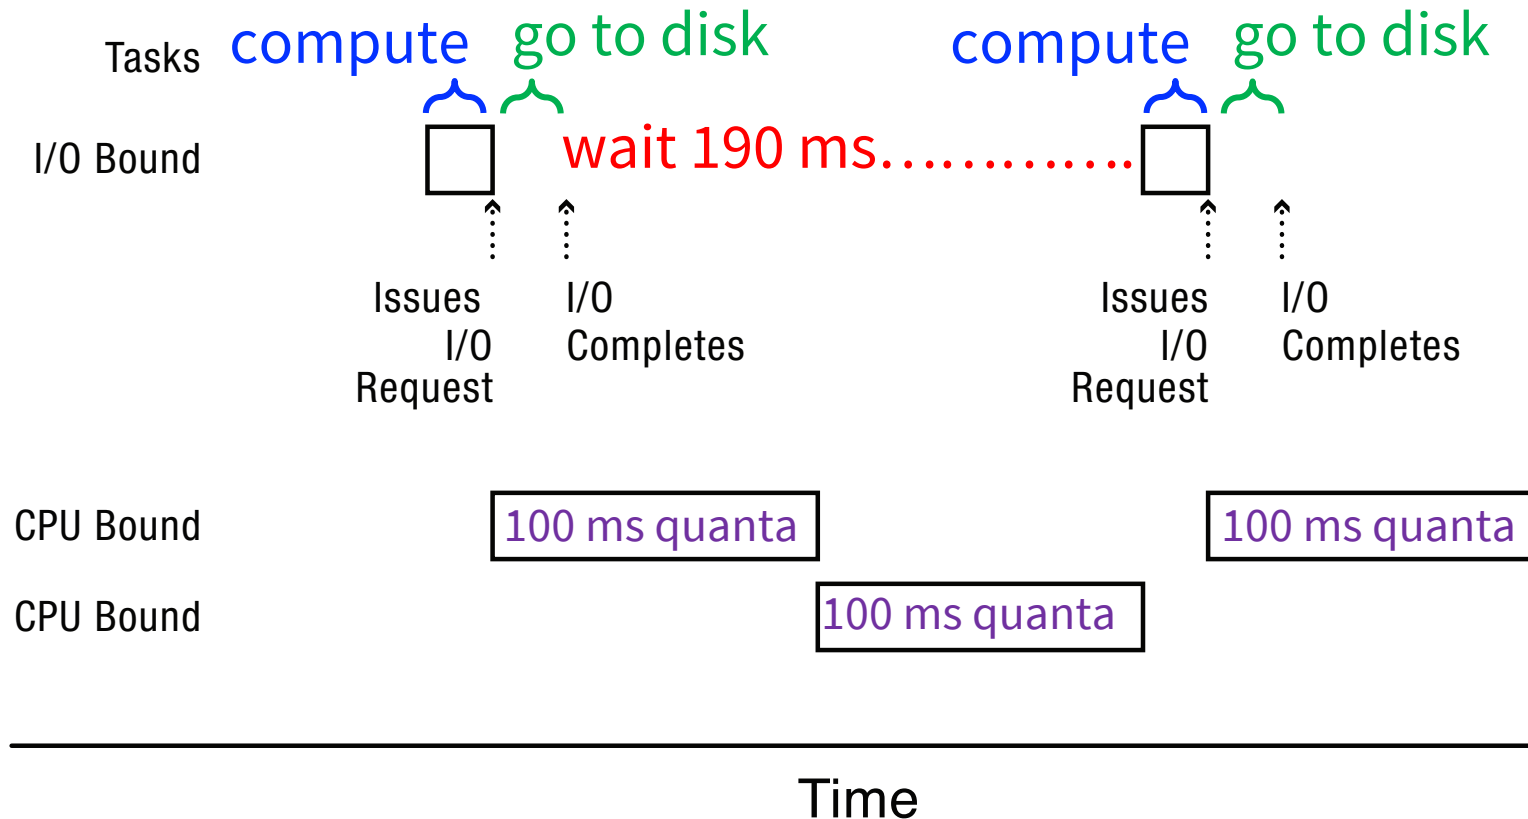 Tasks compute go to disk compute go to disk
I/O Bound wait 190 ms.............
Issues I/O Issues I/O
I/O Completes I/O Completes
Request Request
CPU Bound 100 ms quanta 100 ms quanta
CPU Bound 100 ms quanta
Time